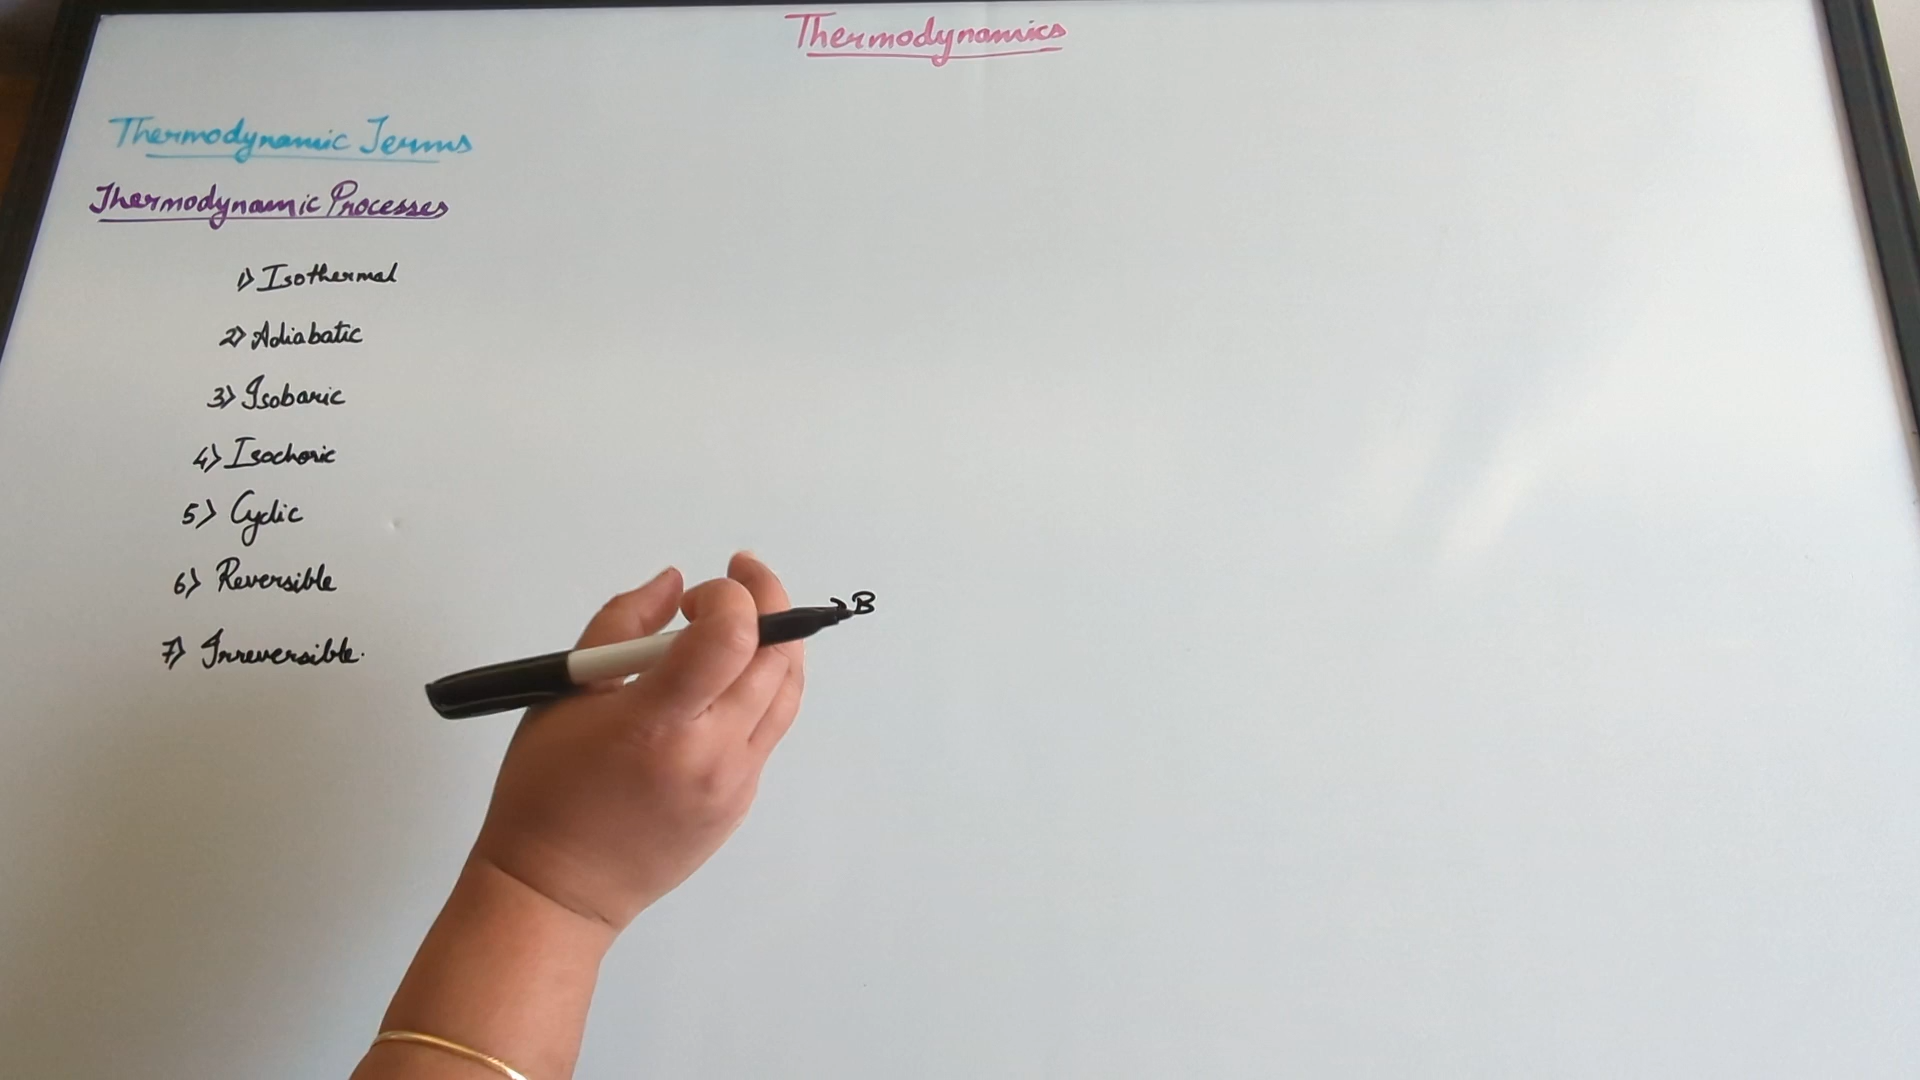 Thermodynamics
Thermodynamic Terms
Thermodynamic Processes
1) Isothermal
2) Adiabatic
3) Isobaric
4) Isochoric
5) Cyclic
6) Reversible
7) Irreversible.
B